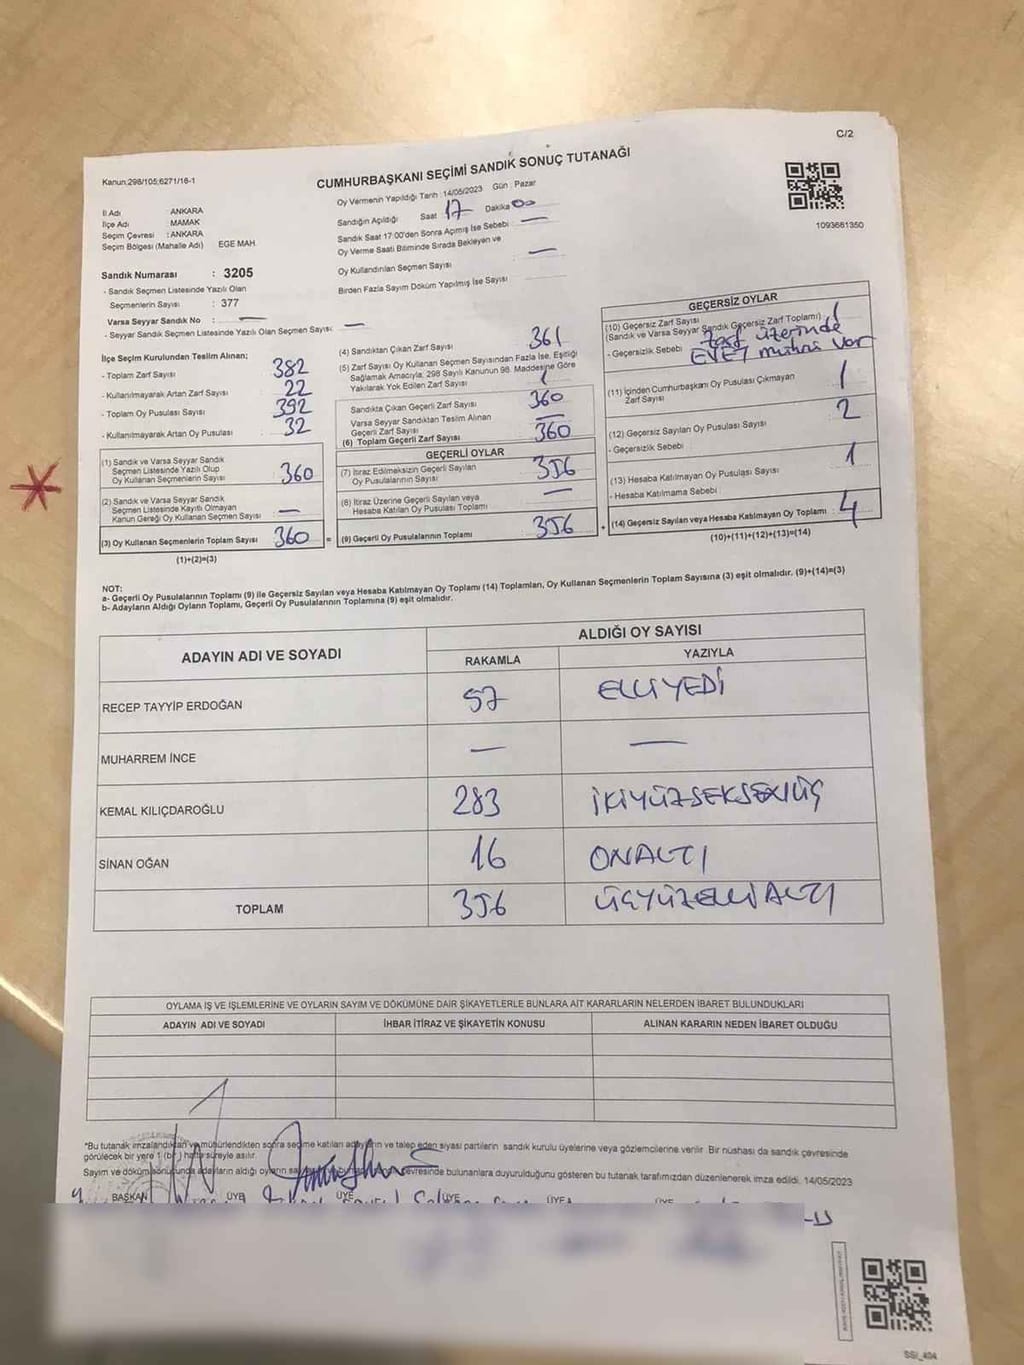 C/2
Kanun:298/105;6271/16-1
CUMHURBAŞKANI SEÇİMİ SANDIK SONUÇ TUTANAĞI
Oy Vermenin Yapıldığı Tarih : 14/05/2023 Gün : Pazar
Sandığın Açıldığı Saat 17 Dakika 00
Sandık Saat 17:00'den Sonra Açmış İse Sebebi : —
Oy Verme Saati Bitiminde Sırada Bekleyen ve
Oy Kullandırılan Seçmen Sayısı —
Birden Fazla Sayım Döküm Yapılmış İse Sayısı
1093661350
İl Adı ANKARA
İlçe Adı MAMAK
Seçim Çevresi : ANKARA
Seçim Bölgesi (Mahalle Adı) EGE MAH
Sandık Numarası : 3205
- Sandık Seçmen Listesinde Yazılı Olan
Seçmenlerin Sayısı : 377
Varsa Seyyar Sandık No : —
- Seyyar Sandık Seçmen Listesinde Yazılı Olan Seçmen Sayısı: —
İlçe Seçim Kurulundan Teslim Alınan;
- Toplam Zarf Sayısı 382
- Kullanılmayarak Artan Zarf Sayısı 22
- Toplam Oy Pusulası Sayısı 392
- Kullanılmayarak Artan Oy Pusulası 32
(1) Sandık ve Varsa Seyyar Sandık
Seçmen Listesinde Yazılı Olup
Oy Kullanan Seçmenlerin Sayısı 360
(2) Sandık ve Varsa Seyyar Sandık
Seçmen Listesinde Kayıtlı Olmayan
Kanun Gereği Oy Kullanan Seçmen Sayısı —
(3) Oy Kullanan Seçmenlerin Toplam Sayısı 360 =
(1)+(2)=(3)
(4) Sandıktan Çıkan Zarf Sayısı 361
(5) Zarf Sayısı Oy Kullanan Seçmen Sayısından Fazla İse, Eşitliği
Sağlamak Amacıyla, 298 Sayılı Kanunun 98. Maddesine Göre
Yakılarak Yok Edilen Zarf Sayısı 1
Sandıkta Çıkan Geçerli Zarf Sayısı 360
Varsa Seyyar Sandıktan Teslim Alınan
Geçerli Zarf Sayısı —
(6) Toplam Geçerli Zarf Sayısı 360
GEÇERLİ OYLAR
(7) İtiraz Edilmeksizin Geçerli Sayılan
Oy Pusulalarının Sayısı 356
(8) İtiraz Üzerine Geçerli Sayılan veya
Hesaba Katılan Oy Pusulası Toplamı —
(9) Geçerli Oy Pusulalarının Toplamı 356 +
GEÇERSİZ OYLAR
(10) Geçersiz Zarf Sayısı
(Sandık ve Varsa Seyyar Sandık Geçersiz Zarf Toplamı) 1
- Geçersizlik Sebebi : Zarf üzerinde
EVET mührü var
(11) İçinden Cumhurbaşkanı Oy Pusulası Çıkmayan
Zarf Sayısı 1
(12) Geçersiz Sayılan Oy Pusulası Sayısı 2
- Geçersizlik Sebebi :
(13) Hesaba Katılmayan Oy Pusulası Sayısı 1
- Hesaba Katılmama Sebebi :
(14) Geçersiz Sayılan veya Hesaba Katılmayan Oy Toplamı : 4
(10)+(11)+(12)+(13)=(14)
NOT:
a- Geçerli Oy Pusulalarının Toplamı (9) ile Geçersiz Sayılan veya Hesaba Katılmayan Oy Toplamı (14) Toplamları, Oy Kullanan Seçmenlerin Toplam Sayısına (3) eşit olmalıdır. (9)+(14)=(3)
b- Adayların Aldığı Oyların Toplamı, Geçerli Oy Pusulalarının Toplamına (9) eşit olmalıdır.
ADAYIN ADI VE SOYADI
ALDIĞI OY SAYISI
RAKAMLA YAZIYLA
RECEP TAYYİP ERDOĞAN 57 ELLİYEDİ
MUHARREM İNCE — —
KEMAL KILIÇDAROĞLU 283 İKİYÜZSEKSENÜÇ
SİNAN OĞAN 16 ONALTI
TOPLAM 356 ÜÇYÜZELLİALTI
OYLAMA İŞ VE İŞLEMLERİNE VE OYLARIN SAYIM VE DÖKÜMÜNE DAİR ŞİKAYETLERLE BUNLARA AİT KARARLARIN NELERDEN İBARET BULUNDUKLARI
ADAYIN ADI VE SOYADI İHBAR İTİRAZ VE ŞİKAYETİN KONUSU ALINAN KARARIN NEDEN İBARET OLDUĞU
*Bu tutanak imzalandıktan ve mühürlendikten sonra seçime katılan adayların ve talep eden siyasi partilerin sandık kurulu üyelerine veya gözlemcilerine verilir. Bir nüshası da sandık çevresinde
görülecek bir yere 1 (bir) hafta süreyle asılır.
Sayım ve dökümü sonucunda adayların aldığı oyların çevresinde bulunanlara duyurulduğunu gösteren bu tutanak tarafımızdan düzenlenerek imza edildi. 14/05/2023
BAŞKAN ÜYE ÜYE ÜYE ÜYE ÜYE
SSI_404